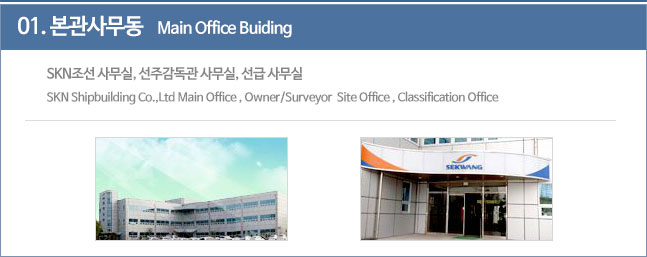 01. 본관사무동 Main Office Buiding
SKN조선 사무실, 선주감독관 사무실, 선급 사무실
SKN Shipbuilding Co.,Ltd Main Office , Owner/Surveyor Site Office , Classification Office
SEKWANG